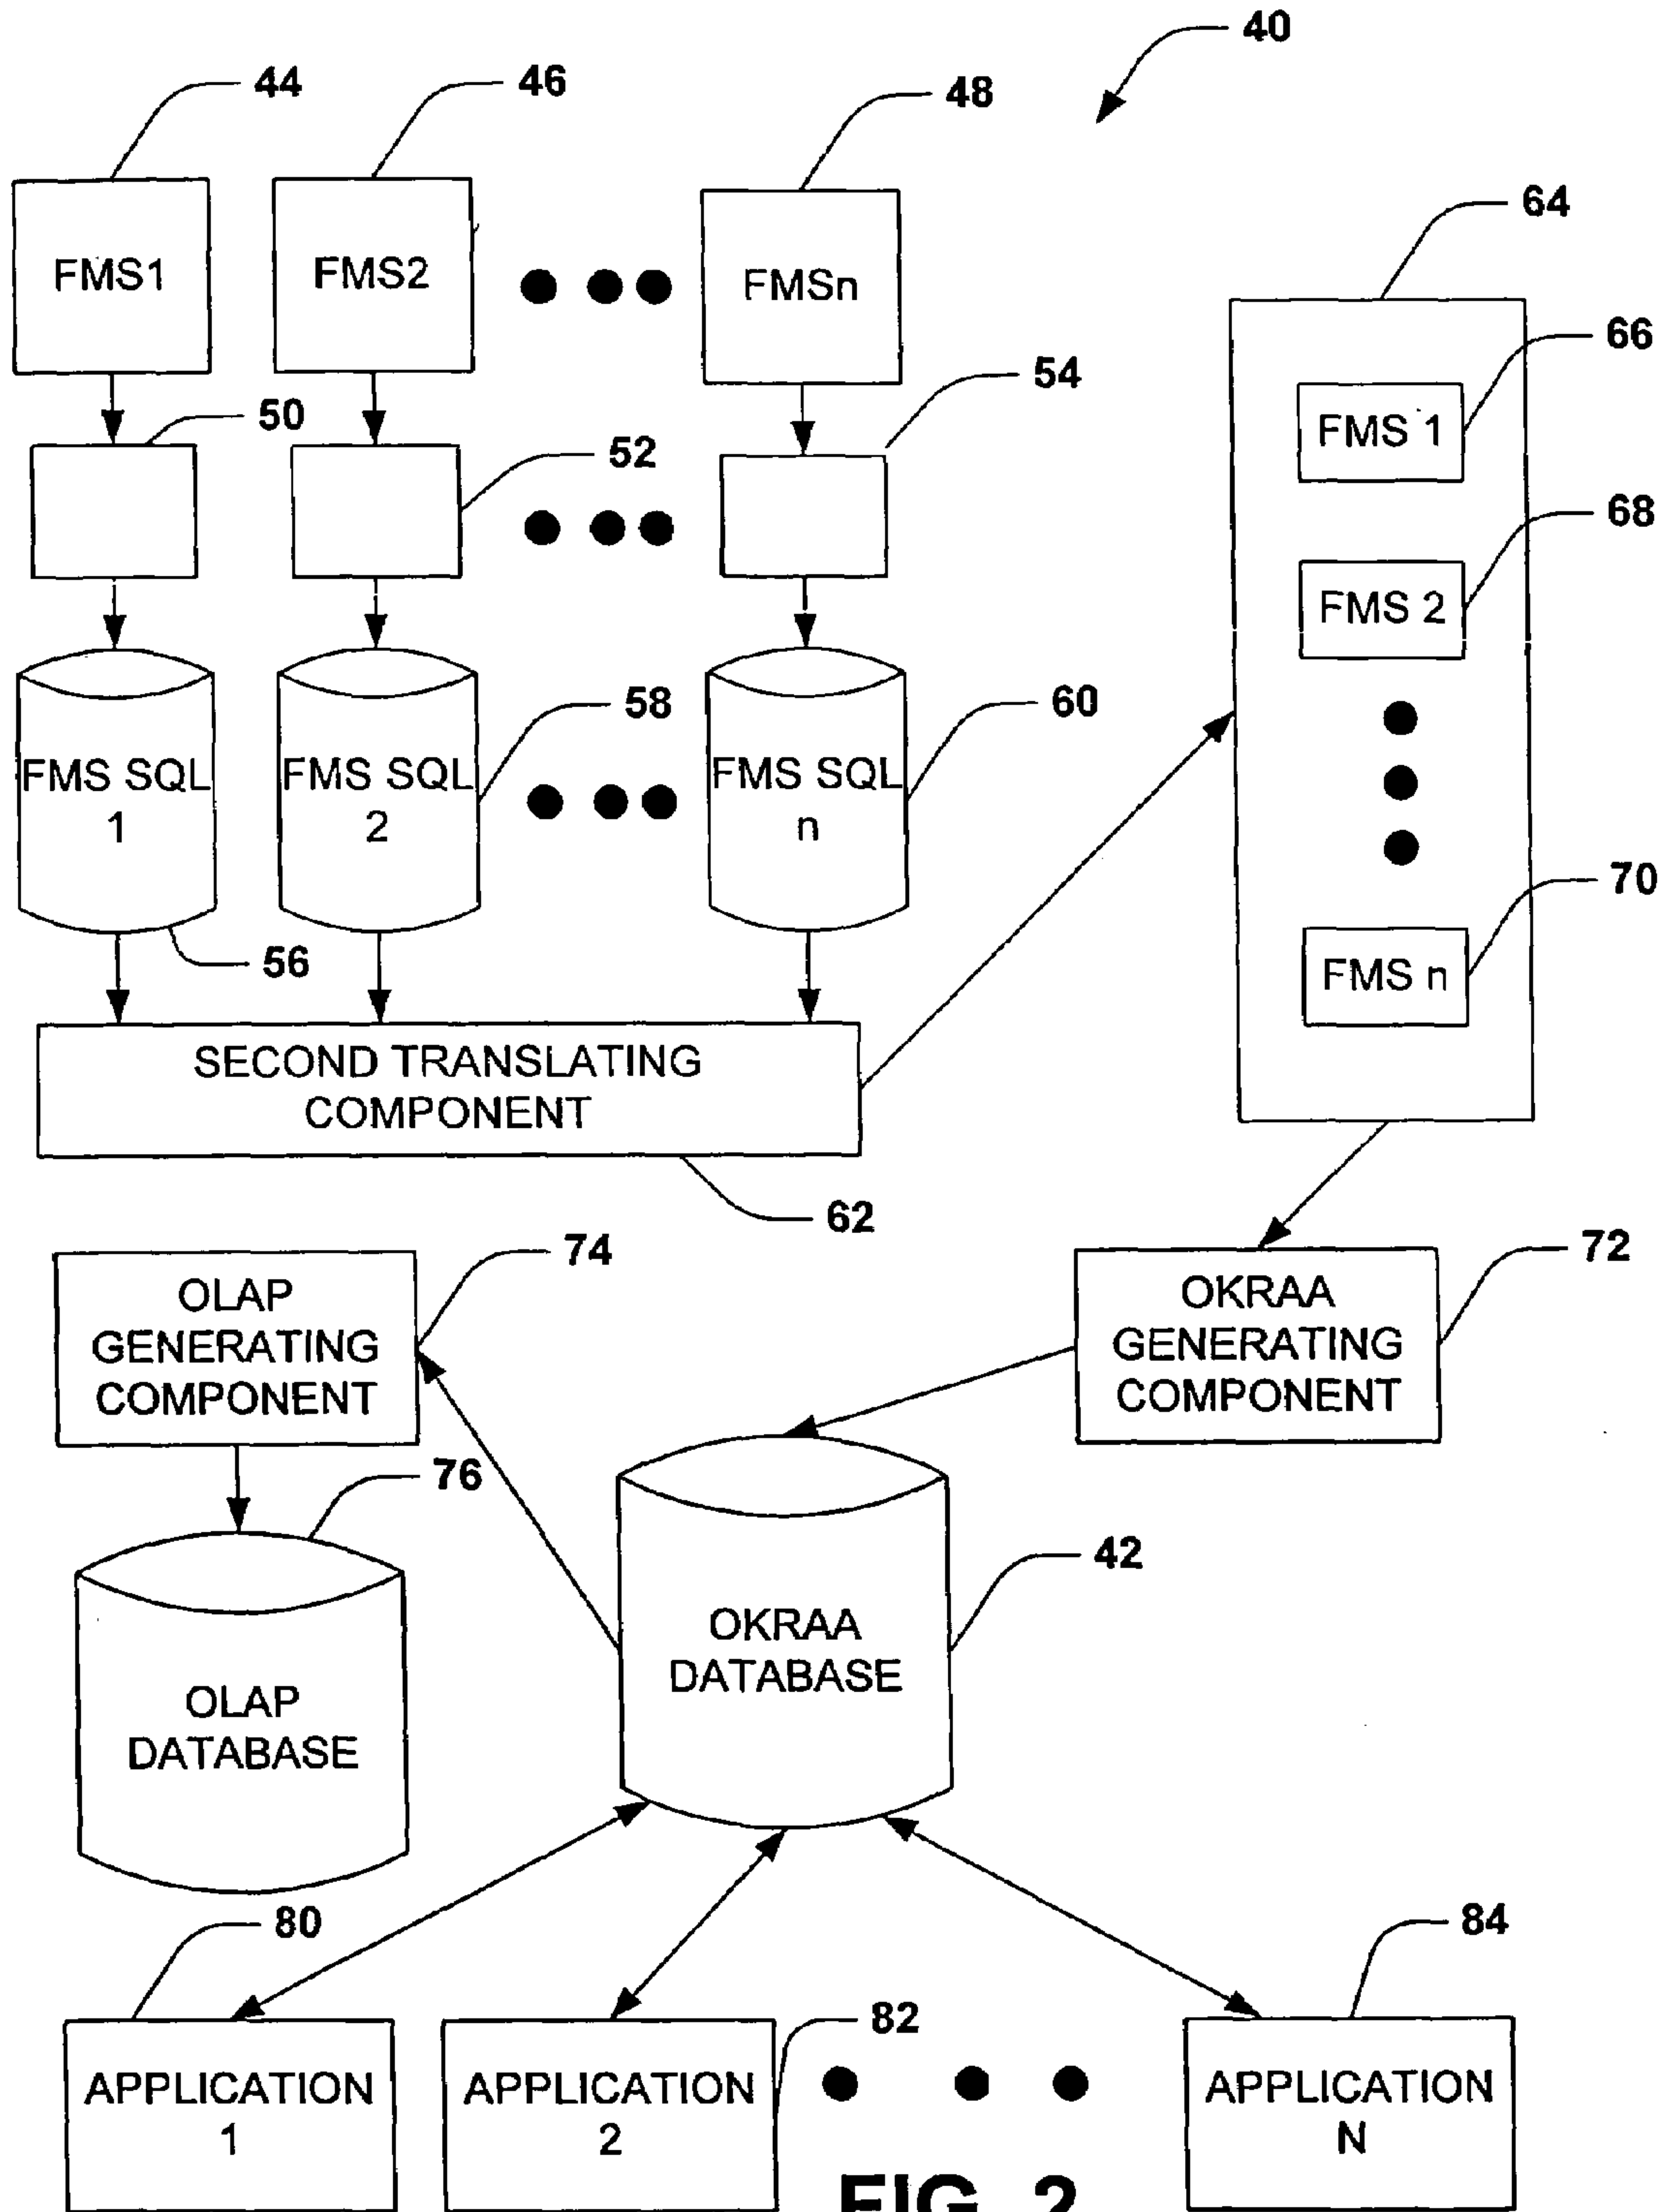 40
44
46
48
64
FMS1
FMS2
FMSn
66
FMS 1
50
52
54
68
FMS 2
58
60
FMS SQL
1
FMS SQL
2
FMS SQL
n
70
FMS n
56
SECOND TRANSLATING
COMPONENT
62
74
72
OLAP
GENERATING
COMPONENT
OKRAA
GENERATING
COMPONENT
76
42
OKRAA
DATABASE
OLAP
DATABASE
80
84
82
APPLICATION
1
APPLICATION
2
APPLICATION
N
FIG. 2